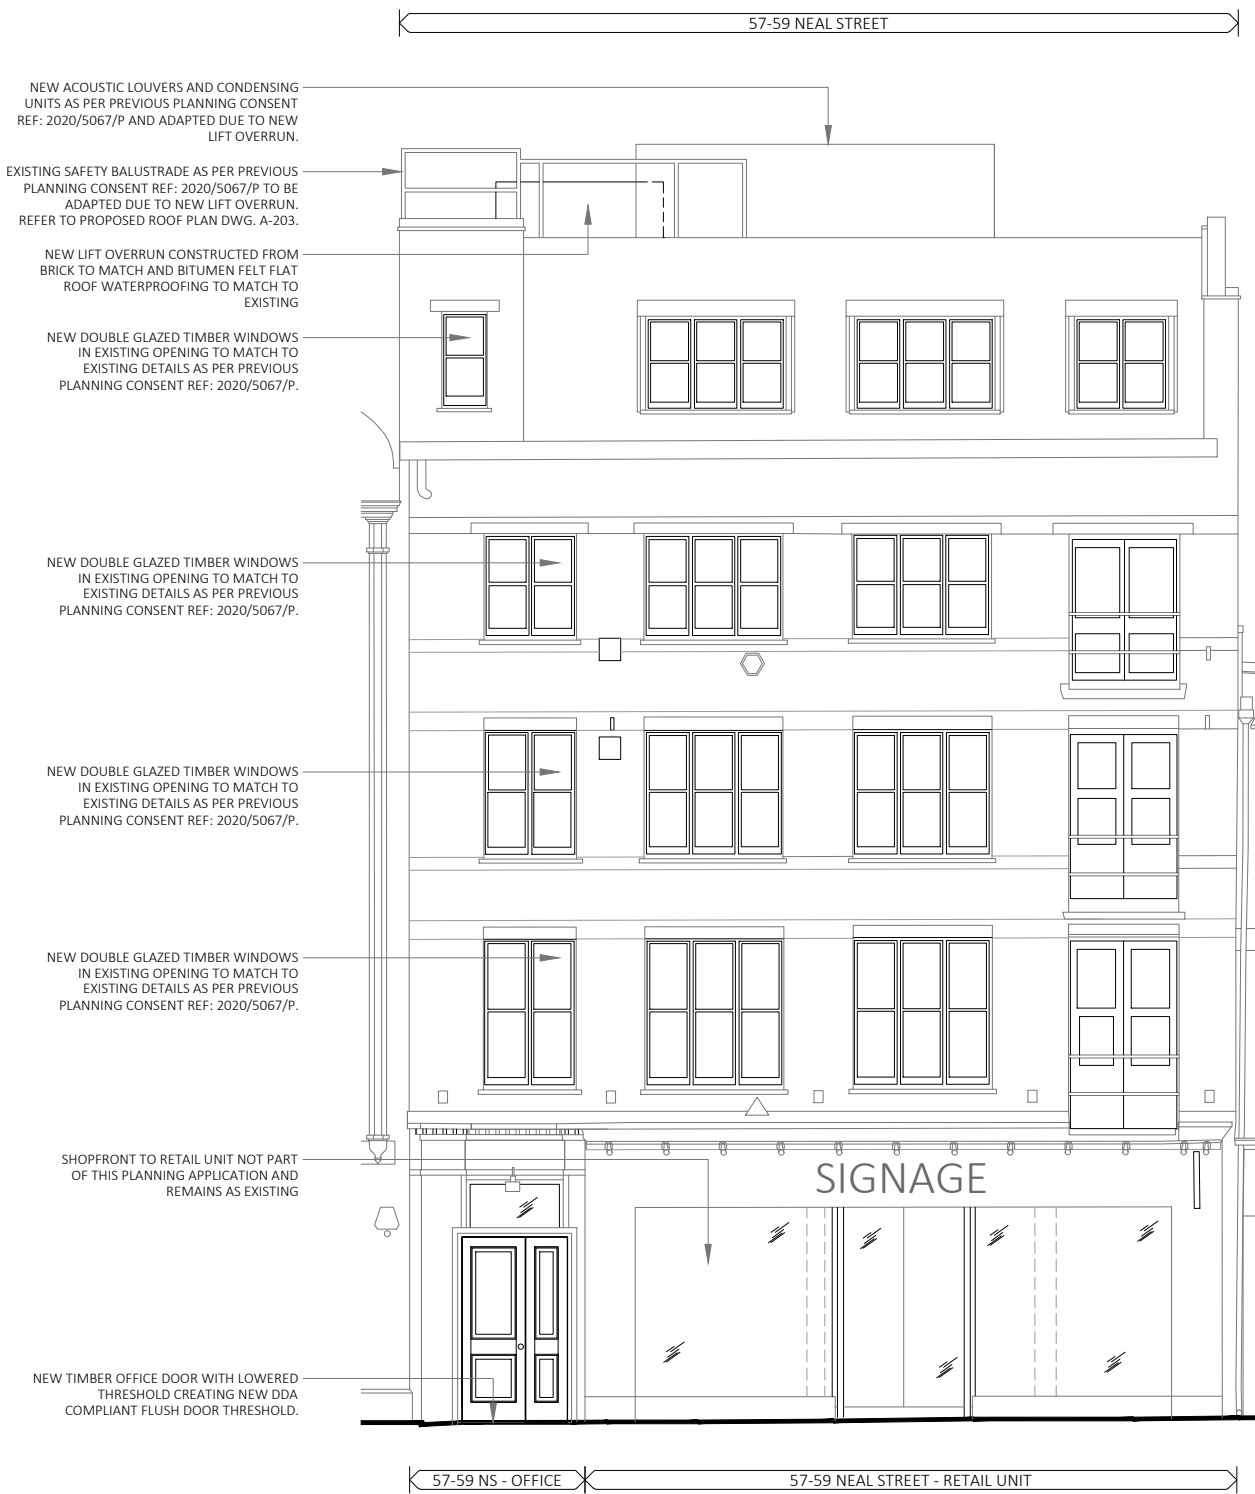 57-59 NEAL STREET
NEW ACOUSTIC LOUVERS AND CONDENSING
UNITS AS PER PREVIOUS PLANNING CONSENT
REF: 2020/5067/P AND ADAPTED DUE TO NEW
LIFT OVERRUN.
EXISTING SAFETY BALUSTRADE AS PER PREVIOUS
PLANNING CONSENT REF: 2020/5067/P TO BE
ADAPTED DUE TO NEW LIFT OVERRUN.
REFER TO PROPOSED ROOF PLAN DWG. A-203.
NEW LIFT OVERRUN CONSTRUCTED FROM
BRICK TO MATCH AND BITUMEN FELT FLAT
ROOF WATERPROOFING TO MATCH TO
EXISTING
NEW DOUBLE GLAZED TIMBER WINDOWS
IN EXISTING OPENING TO MATCH TO
EXISTING DETAILS AS PER PREVIOUS
PLANNING CONSENT REF: 2020/5067/P.
NEW DOUBLE GLAZED TIMBER WINDOWS
IN EXISTING OPENING TO MATCH TO
EXISTING DETAILS AS PER PREVIOUS
PLANNING CONSENT REF: 2020/5067/P.
NEW DOUBLE GLAZED TIMBER WINDOWS
IN EXISTING OPENING TO MATCH TO
EXISTING DETAILS AS PER PREVIOUS
PLANNING CONSENT REF: 2020/5067/P.
NEW DOUBLE GLAZED TIMBER WINDOWS
IN EXISTING OPENING TO MATCH TO
EXISTING DETAILS AS PER PREVIOUS
PLANNING CONSENT REF: 2020/5067/P.
SHOPFRONT TO RETAIL UNIT NOT PART
OF THIS PLANNING APPLICATION AND
REMAINS AS EXISTING
SIGNAGE
NEW TIMBER OFFICE DOOR WITH LOWERED
THRESHOLD CREATING NEW DDA
COMPLIANT FLUSH DOOR THRESHOLD.
57-59 NS - OFFICE
57-59 NEAL STREET - RETAIL UNIT